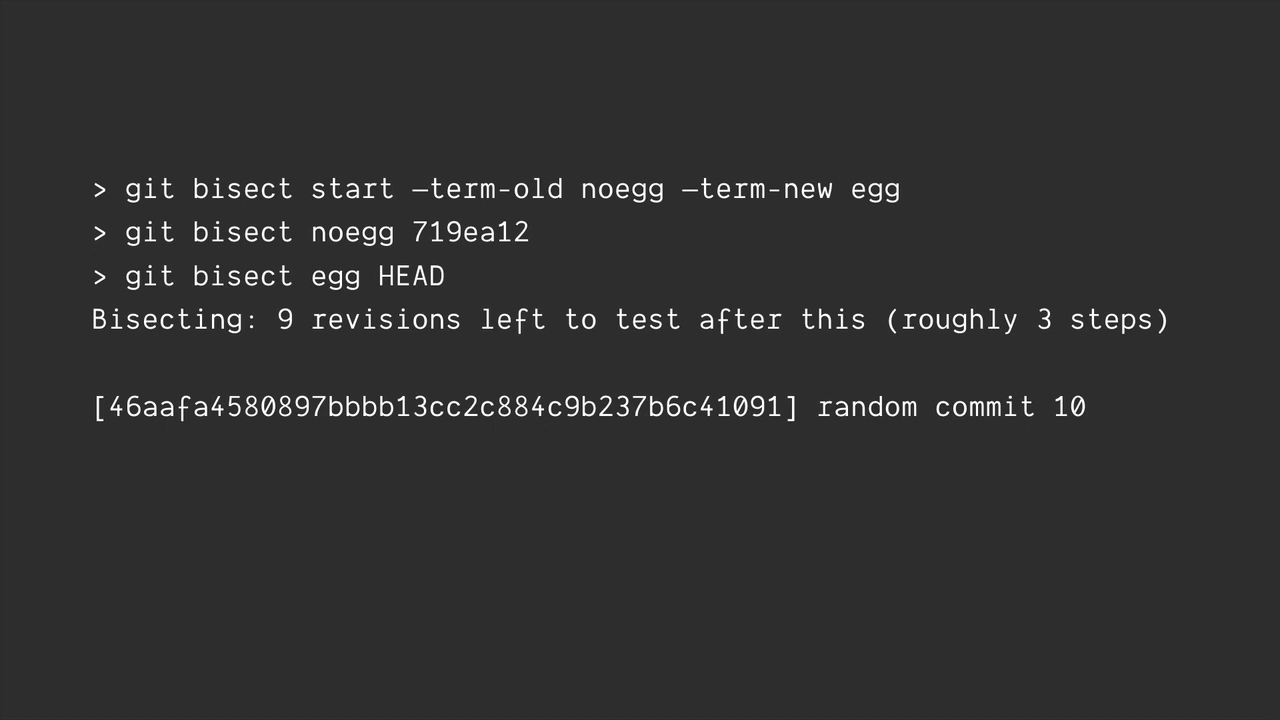 > git bisect start —term-old noegg —term-new egg
> git bisect noegg 719ea12
> git bisect egg HEAD
Bisecting: 9 revisions left to test after this (roughly 3 steps)
[46aafa4580897bbbb13cc2c884c9b237b6c41091] random commit 10